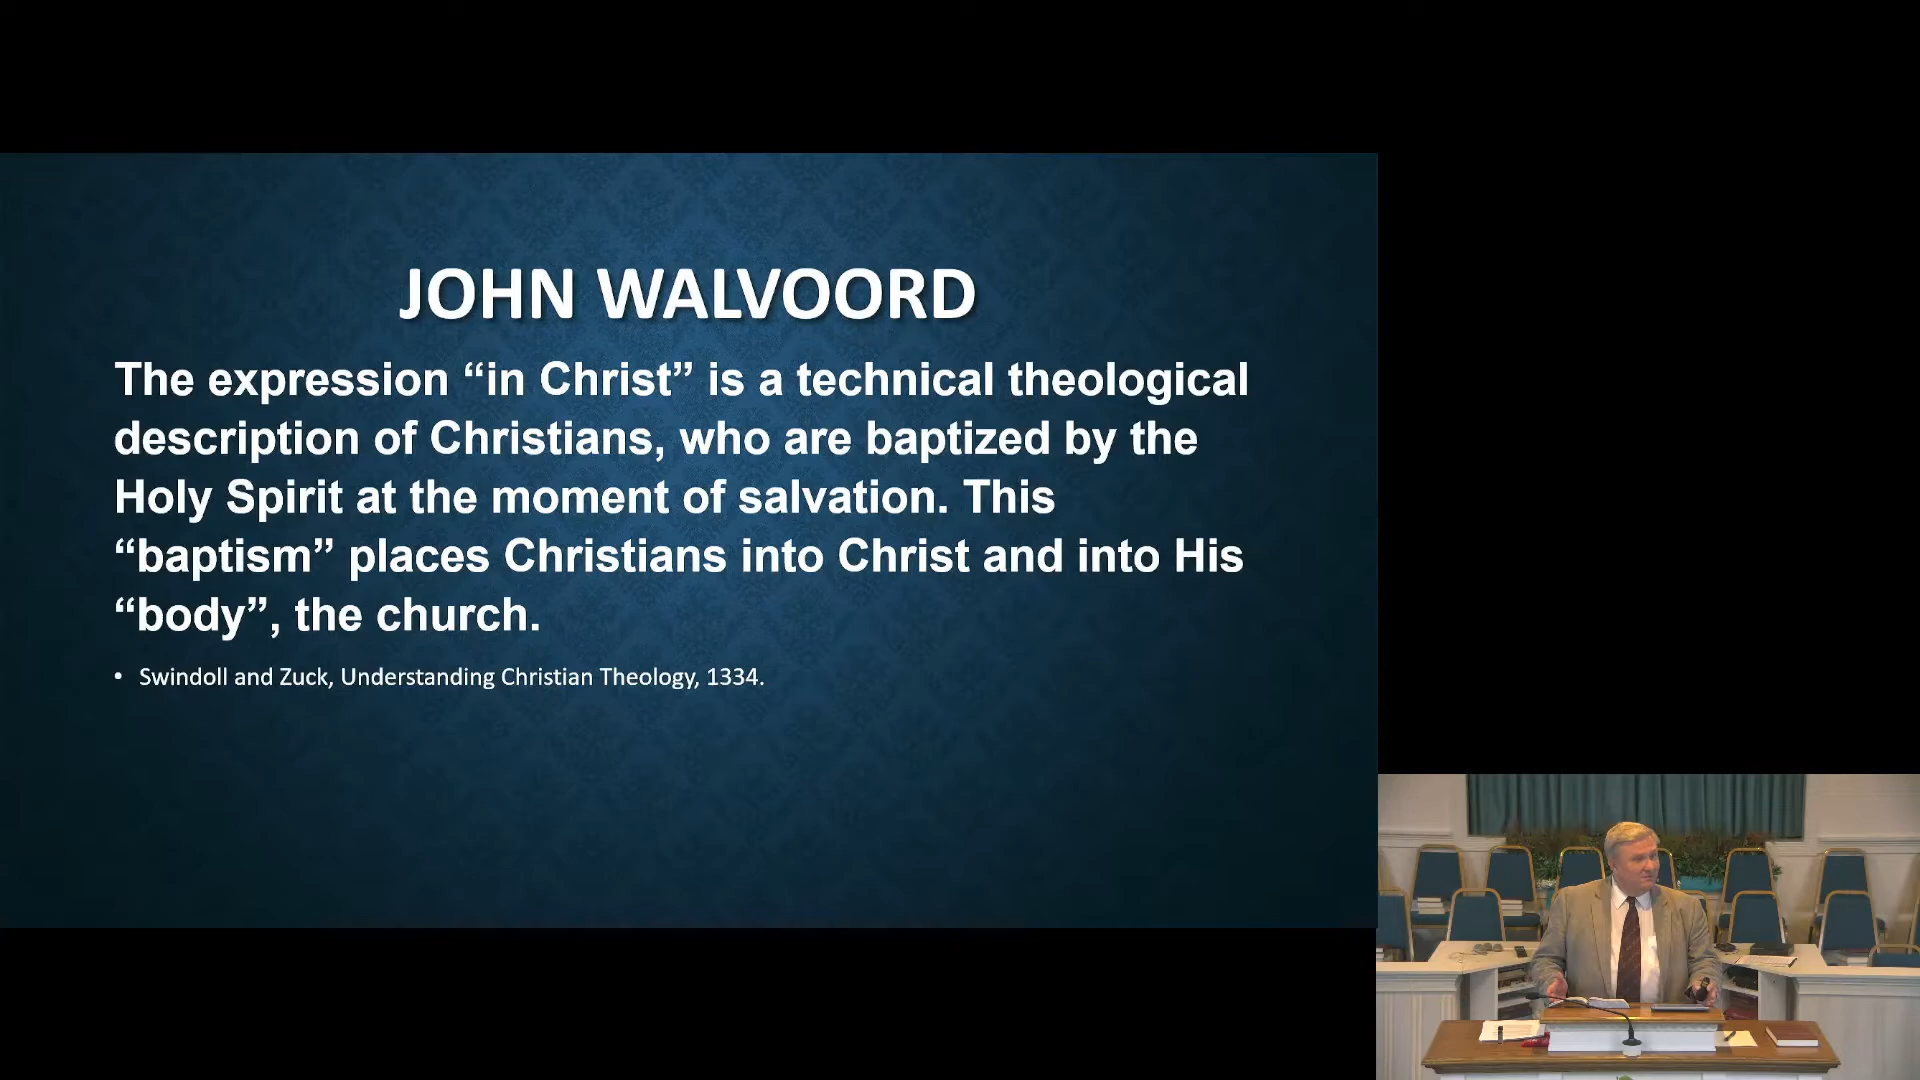 JOHN WALVOORD
The expression “in Christ” is a technical theological
description of Christians, who are baptized by the
Holy Spirit at the moment of salvation. This
“baptism” places Christians into Christ and into His
“body”, the church.
• Swindoll and Zuck, Understanding Christian Theology, 1334.